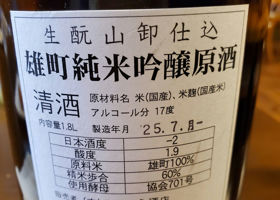 生酛山卸仕込
雄町純米吟醸原酒
清酒 原材料名 米(国産)、米麹(国産米)
アルコール分 17度
内容量1.8L 製造年月 '25.7.月
日本酒度 −2
酸度 1.9
原料米 雄町100%
精米歩合 60%
使用酵母 協会701号